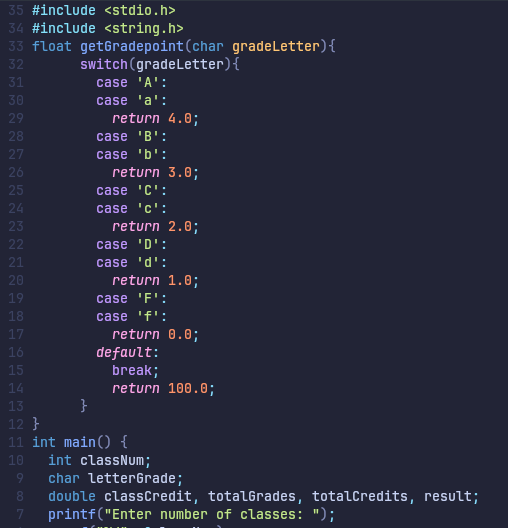 35 #include <stdio.h>
34 #include <string.h>
33 float getGradepoint(char gradeLetter){
32       switch(gradeLetter){
31         case 'A':
30         case 'a':
29           return 4.0;
28         case 'B':
27         case 'b':
26           return 3.0;
25         case 'C':
24         case 'c':
23           return 2.0;
22         case 'D':
21         case 'd':
20           return 1.0;
19         case 'F':
18         case 'f':
17           return 0.0;
16         default:
15           break;
14           return 100.0;
13       }
12 }
11 int main() {
10   int classNum;
9   char letterGrade;
8   double classCredit, totalGrades, totalCredits, result;
7   printf("Enter number of classes: ");